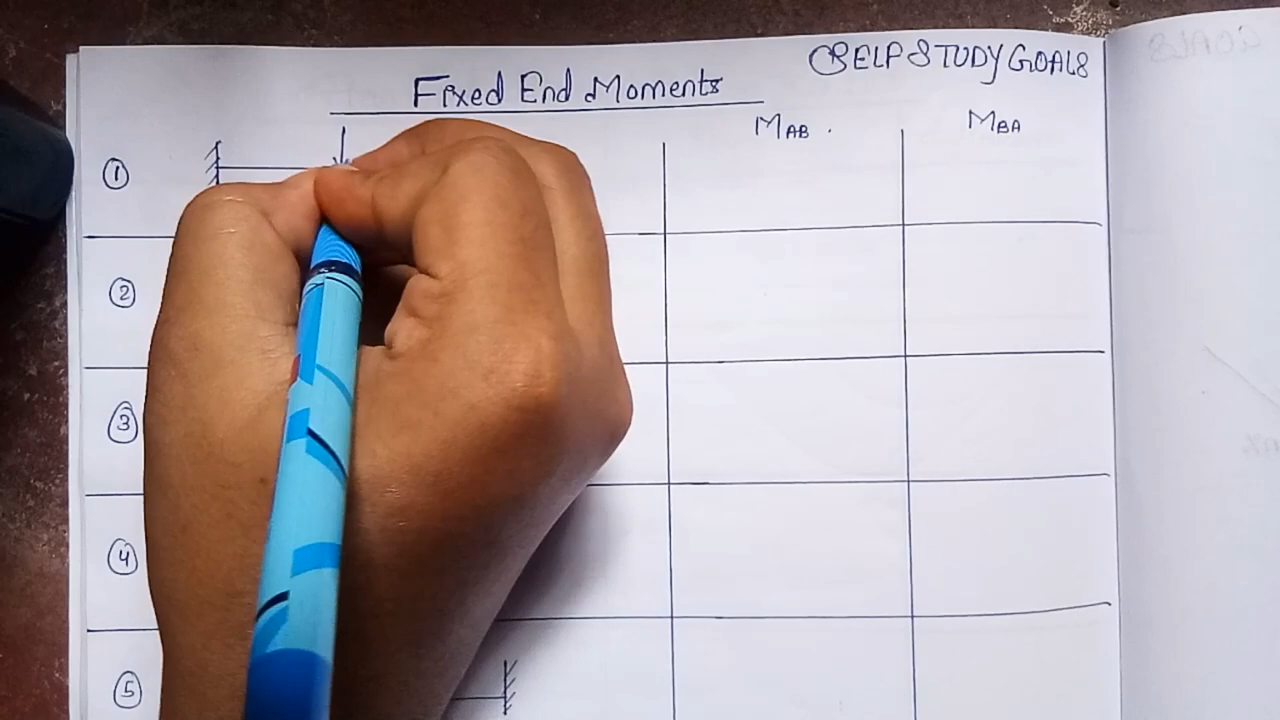 ©SELF STUDY GOALS
Fixed End Moments
MAB .
MBA
①
②
③
④
⑤